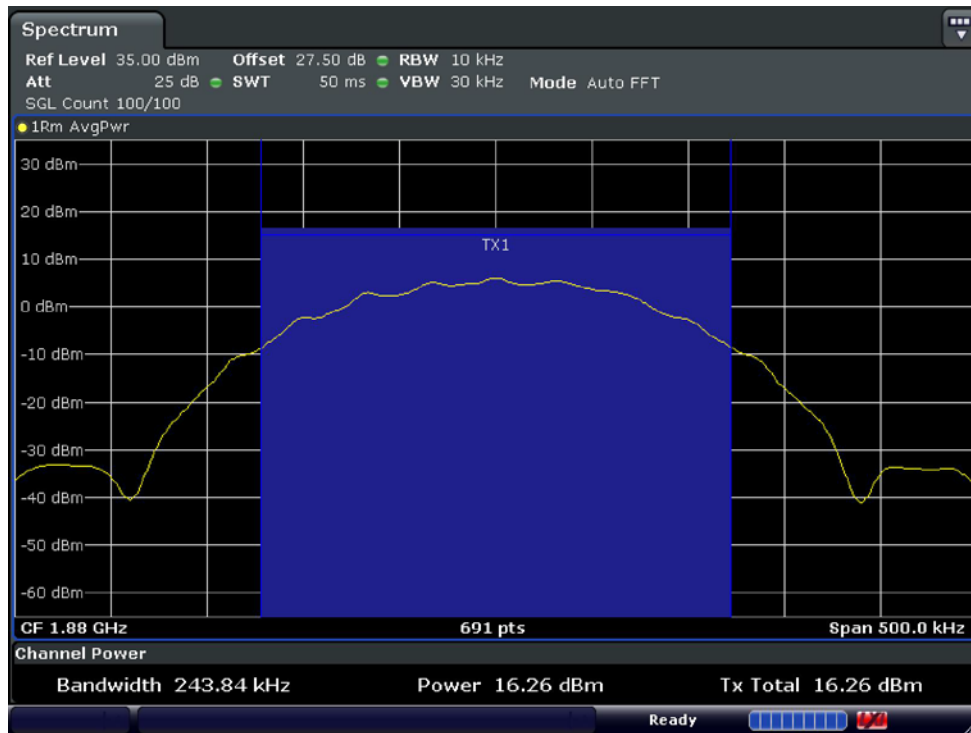 Spectrum
Ref Level 35.00 dBm Offset 27.50 dB RBW 10 kHz
Att 25 dB SWT 50 ms VBW 30 kHz Mode Auto FFT
SGL Count 100/100
1Rm AvgPwr
30 dBm
20 dBm
TX1
10 dBm
0 dBm
-10 dBm
-20 dBm
-30 dBm
-40 dBm
-50 dBm
-60 dBm
CF 1.88 GHz 691 pts Span 500.0 kHz
Channel Power
Bandwidth 243.84 kHz Power 16.26 dBm Tx Total 16.26 dBm
Ready